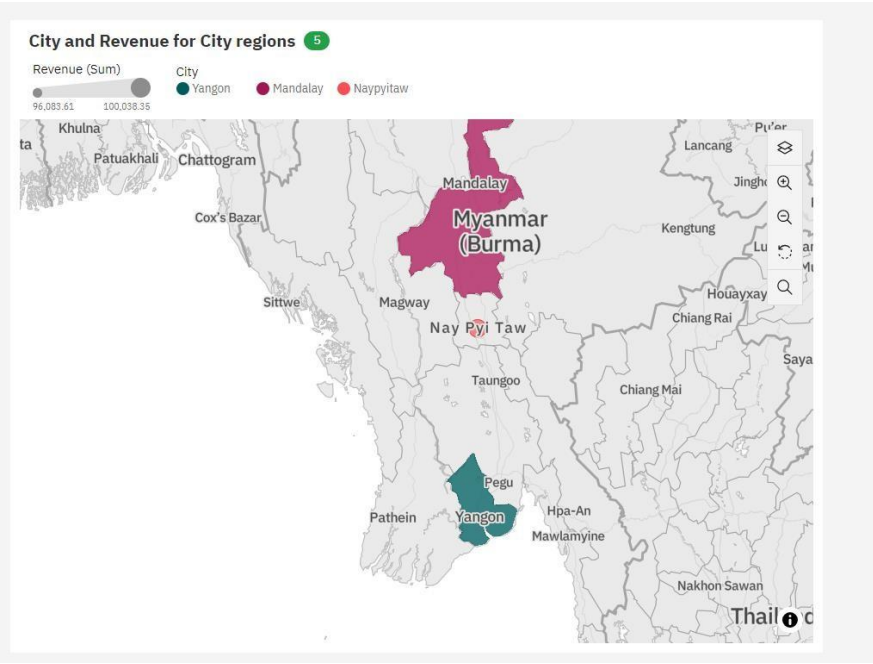 City and Revenue for City regions 5
Revenue (Sum)
96,083.61 100,038.35
City
Yangon Mandalay Naypyitaw
Khulna
Patuakhali
Chattogram
Pu'er
Lancang
Mandalay
Cox's Bazar
Myanmar
(Burma)
Kengtung
Sittwe
Magway
Houayxay
Nay Pyi Taw
Chiang Rai
Taungoo
Chiang Mai
Saya
Pegu
Pathein
Yangon
Hpa-An
Mawlamyine
Nakhon Sawan